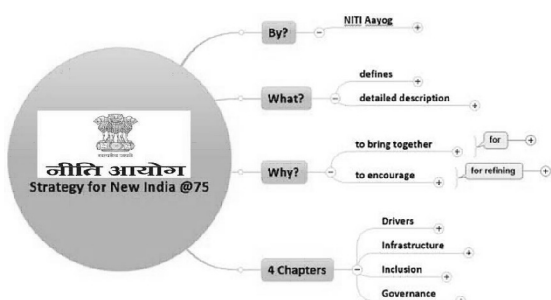 नीति आयोग
Strategy for New India @75
By?
NITI Aayog
What?
defines
detailed description
Why?
to bring together
for
to encourage
for refining
4 Chapters
Drivers
Infrastructure
Inclusion
Governance